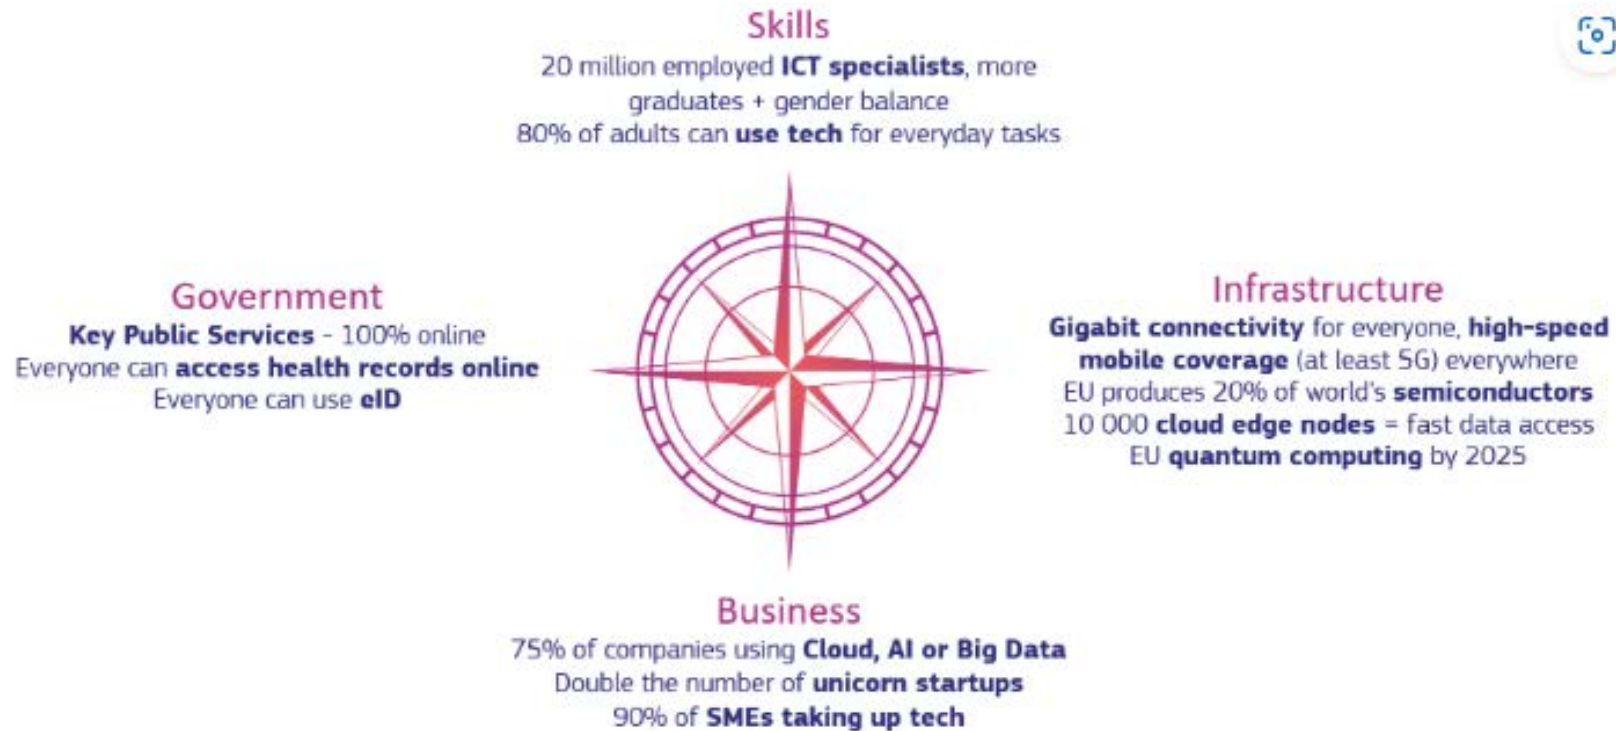 Skills
20 million employed ICT specialists, more
graduates + gender balance
80% of adults can use tech for everyday tasks
Government
Key Public Services - 100% online
Everyone can access health records online
Everyone can use eID
Infrastructure
Gigabit connectivity for everyone, high-speed
mobile coverage (at least 5G) everywhere
EU produces 20% of world's semiconductors
10 000 cloud edge nodes = fast data access
EU quantum computing by 2025
Business
75% of companies using Cloud, AI or Big Data
Double the number of unicorn startups
90% of SMEs taking up tech